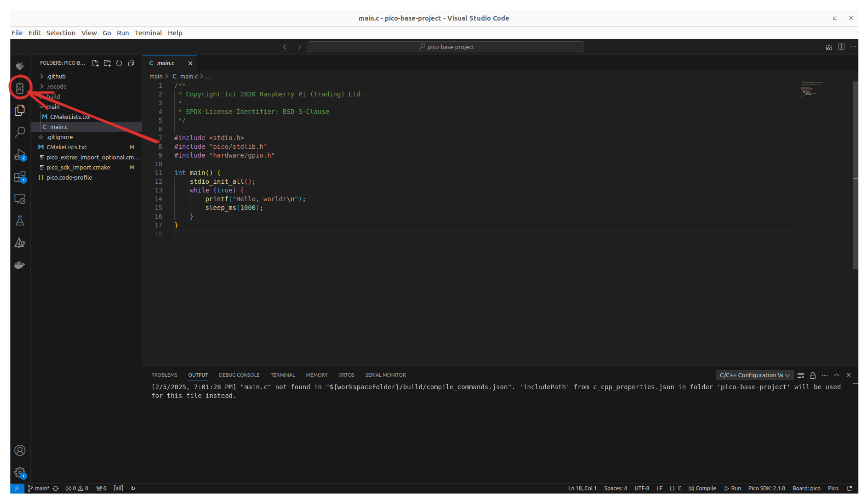 main.c - pico-base-project - Visual Studio Code
File Edit Selection View Go Run Terminal Help
pico-base-project
FOLDERS: PICO-B...
.github
.vscode
build
main
CMakeLists.txt
C main.c
.gitignore
M CMakeLists.txt M
pico_extras_import_optional.cm...
pico_sdk_import.cmake M
{} pico.code-profile
C main.c
main > C main.c > ...
1 /**
2  * Copyright (c) 2020 Raspberry Pi (Trading) Ltd.
3  *
4  * SPDX-License-Identifier: BSD-3-Clause
5  */
6
7 #include <stdio.h>
8 #include "pico/stdlib.h"
9 #include "hardware/gpio.h"
10
11 int main() {
12     stdio_init_all();
13     while (true) {
14         printf("Hello, world!\n");
15         sleep_ms(1000);
16     }
17 }
18
PROBLEMS OUTPUT DEBUG CONSOLE TERMINAL MEMORY XRTOS SERIAL MONITOR
C/C++ Configuration W
[2/5/2025, 7:01:28 PM] "main.c" not found in "${workspaceFolder}/build/compile_commands.json". 'includePath' from c_cpp_properties.json in folder 'pico-base-project' will be used
for this file instead.
main* 0 0 0 Ln 18, Col 1 Spaces: 4 UTF-8 LF {} C Compile Run Pico SDK: 2.1.0 Board: pico Pico